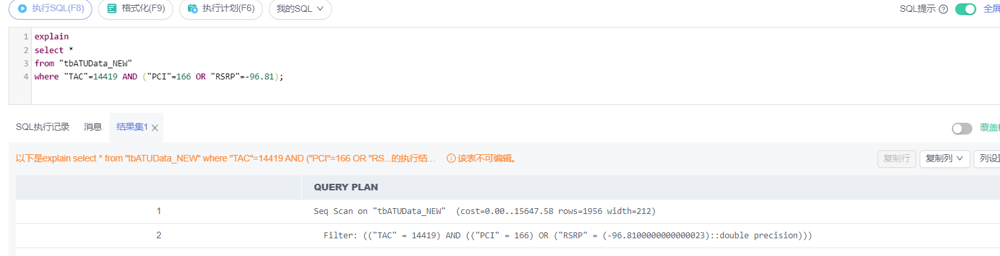 执行SQL(F8) 格式化(F9) 执行计划(F6) 我的SQL SQL提示 全屏
1 explain
2 select *
3 from "tbATUData_NEW"
4 where "TAC"=14419 AND ("PCI"=166 OR "RSRP"=-96.81);
SQL执行记录 消息 结果集1
以下是explain select * from "tbATUData_NEW" where "TAC"=14419 AND ("PCI"=166 OR "RS...的执行结... 该表不可编辑。 复制行 复制列
QUERY PLAN
1 Seq Scan on "tbATUData_NEW" (cost=0.00..15647.58 rows=1956 width=212)
2 Filter: (("TAC" = 14419) AND (("PCI" = 166) OR ("RSRP" = (-96.8100000000000023)::double precision)))